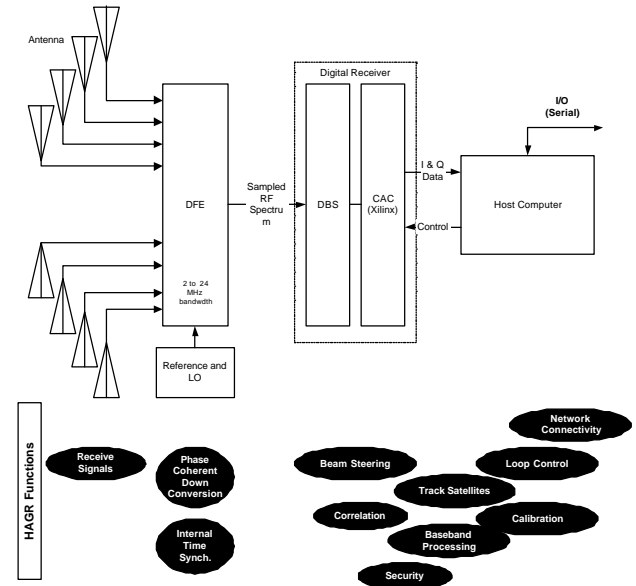 Antenna
Digital Receiver
I/O
(Serial)
DFE
Sampled
RF
Spectru
m
DBS
CAC
(Xilinx)
I & Q
Data
Host Computer
Control
2 to 24
MHz
bandwdth
Reference and
LO
HAGR Functions
Receive
Signals
Phase
Coherent
Down
Conversion
Internal
Time
Synch.
Beam Steering
Network
Connectivity
Loop Control
Track Satellites
Correlation
Calibration
Baseband
Processing
Security